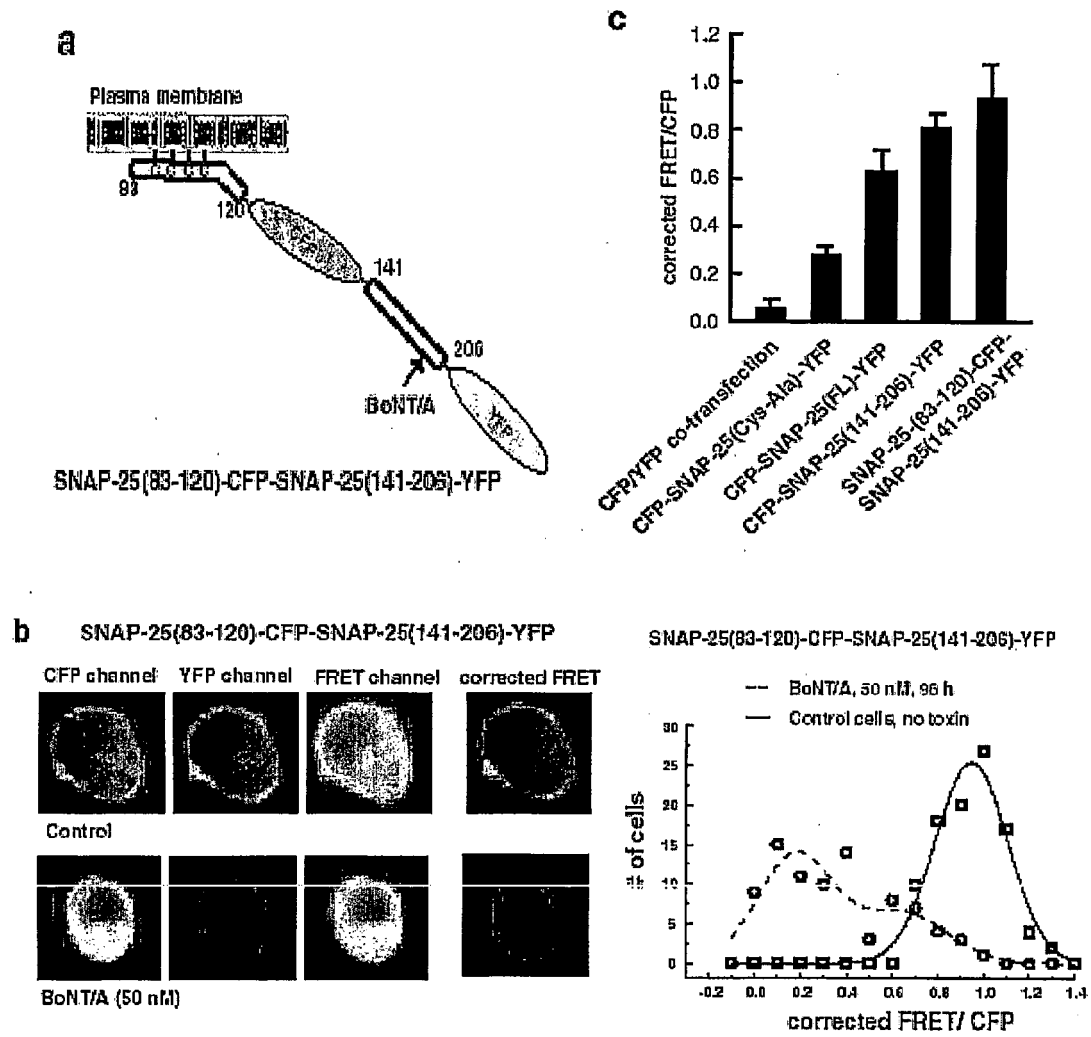 a
Plasma membrane
C C C C
93
120
CFP
141
206
BoNT/A
YFP
SNAP-25(83-120)-CFP-SNAP-25(141-206)-YFP
c
corrected FRET/CFP
1.2
1.0
0.8
0.6
0.4
0.2
0.0
CFP/YFP co-transfection
CFP-SNAP-25(Cys-Ala)-YFP
CFP-SNAP-25(FL)-YFP
CFP-SNAP-25(141-206)-YFP
SNAP-25-(83-120)-CFP-
SNAP-25(141-206)-YFP
b
SNAP-25(83-120)-CFP-SNAP-25(141-206)-YFP
CFP channel YFP channel FRET channel corrected FRET
Control
BoNT/A (50 nM)
SNAP-25(83-120)-CFP-SNAP-25(141-206)-YFP
BoNT/A, 50 nM, 96 h
Control cells, no toxin
# of cells
30
25
20
15
10
5
0
-0.2 0.0 0.2 0.4 0.6 0.8 1.0 1.2 1.4
corrected FRET/ CFP